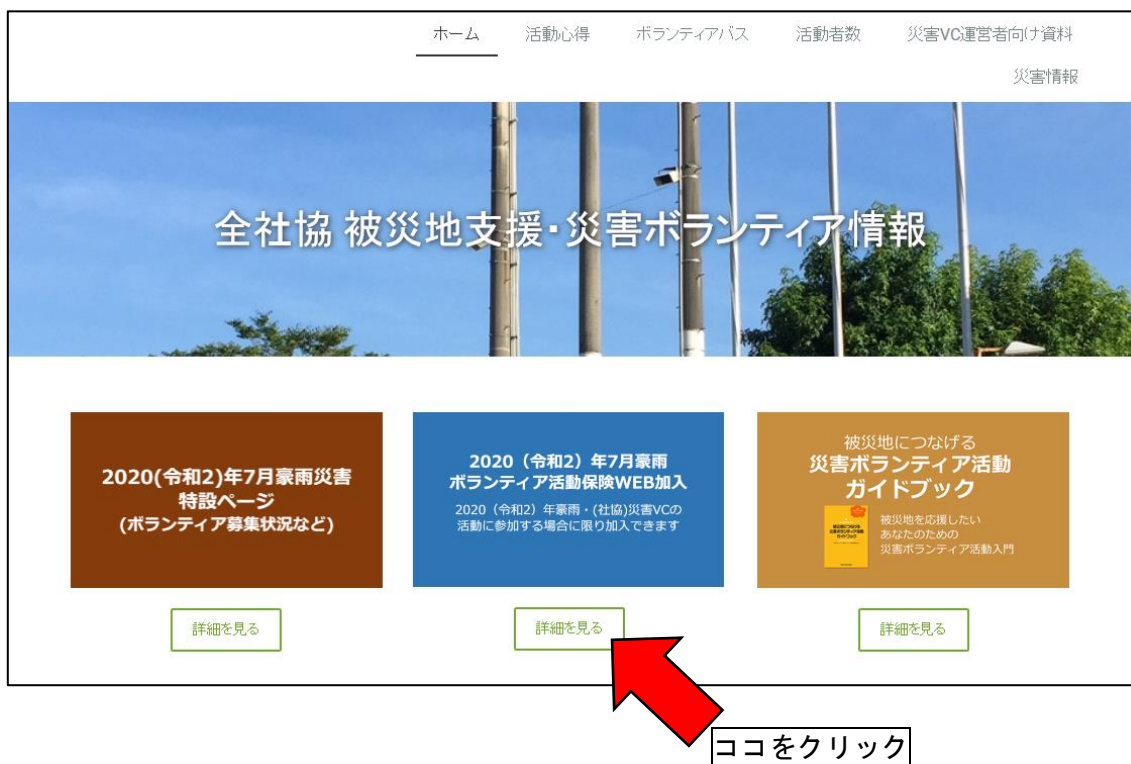 ホーム 活動心得 ボランティアバス 活動者数 災害VC運営者向け資料
災害情報
全社協 被災地支援・災害ボランティア情報
2020(令和2)年7月豪雨災害
特設ページ
(ボランティア募集状況など)
詳細を見る
2020（令和2）年7月豪雨
ボランティア活動保険WEB加入
2020（令和2）年豪雨・(社協)災害VCの
活動に参加する場合に限り加入できます
詳細を見る
被災地につなげる
災害ボランティア活動
ガイドブック
被災地を応援したい
あなたのための
災害ボランティア活動入門
詳細を見る
ココをクリック